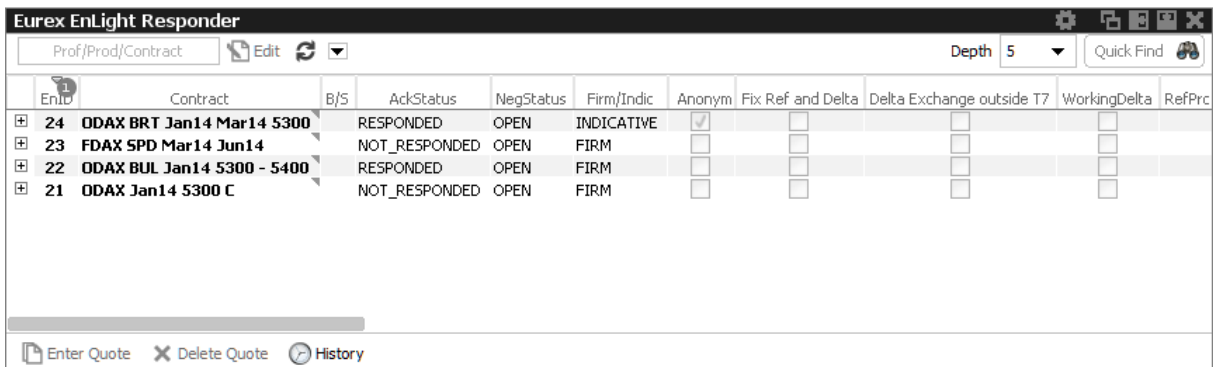 Eurex EnLight Responder
Prof/Prod/Contract Edit Depth 5 Quick Find
EnID 1 Contract B/S AckStatus NegStatus Firm/Indic Anonym Fix Ref and Delta Delta Exchange outside T7 WorkingDelta RefPrc
24 ODAX BRT Jan14 Mar14 5300 RESPONDED OPEN INDICATIVE
23 FDAX SPD Mar14 Jun14 NOT_RESPONDED OPEN FIRM
22 ODAX BUL Jan14 5300 - 5400 RESPONDED OPEN FIRM
21 ODAX Jan14 5300 C NOT_RESPONDED OPEN FIRM
Enter Quote Delete Quote History